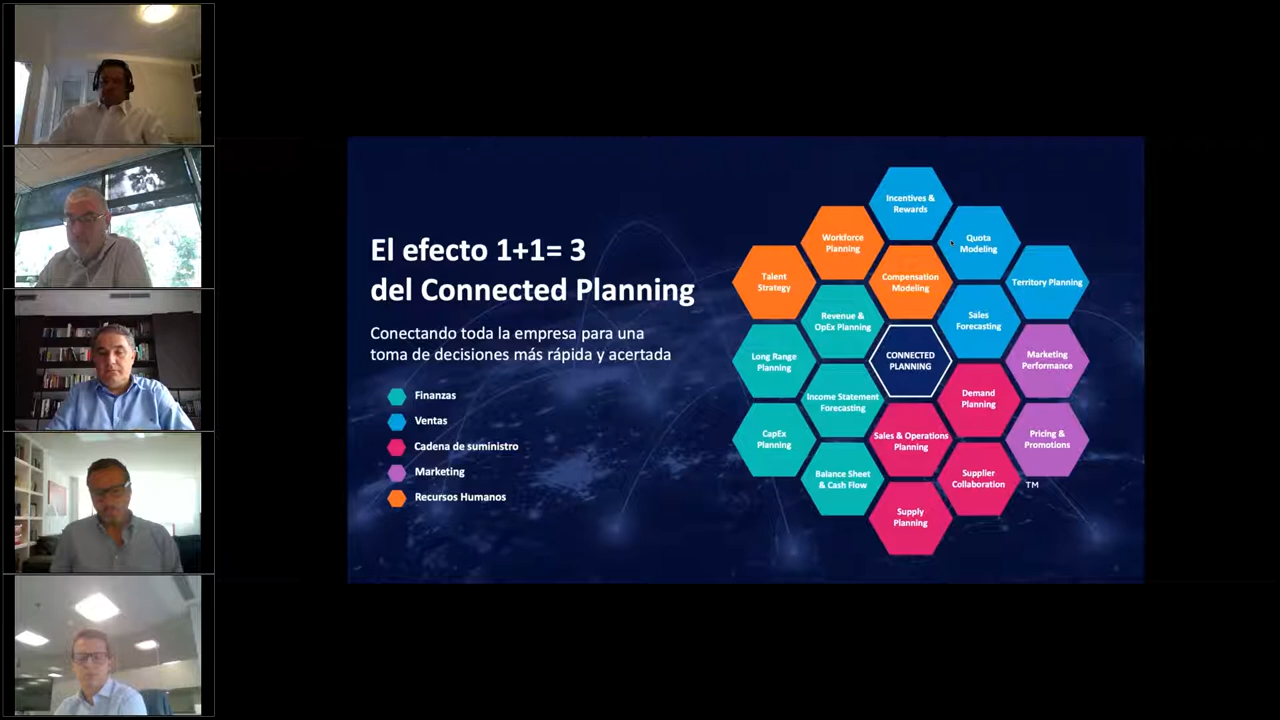 El efecto 1+1= 3
del Connected Planning
Conectando toda la empresa para una
toma de decisiones más rápida y acertada
Finanzas
Ventas
Cadena de suministro
Marketing
Recursos Humanos
Incentives &
Rewards
Workforce
Planning
Quota
Modeling
Talent
Strategy
Compensation
Modeling
Territory Planning
Revenue &
OpEx Planning
Sales
Forecasting
Long Range
Planning
CONNECTED
PLANNING
Marketing
Performance
Income Statement
Forecasting
Demand
Planning
CapEx
Planning
Sales & Operations
Planning
Pricing &
Promotions
Balance Sheet
& Cash Flow
Supplier
Collaboration
TM
Supply
Planning